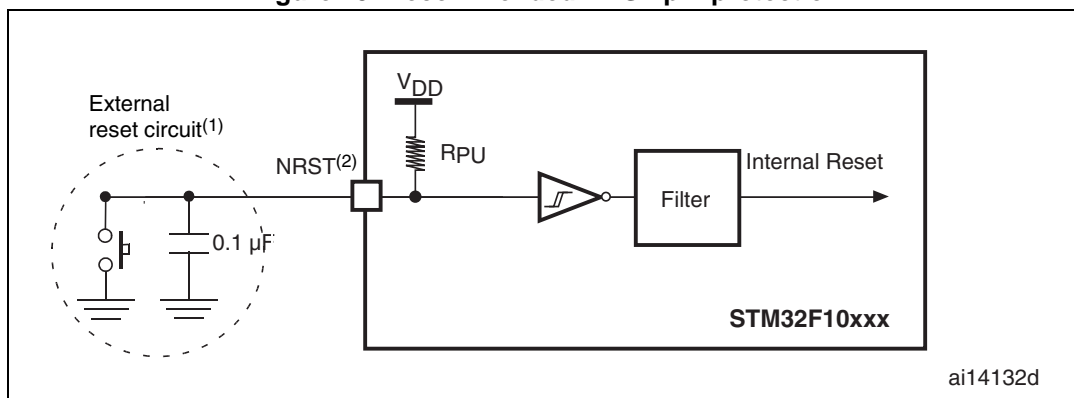 External
reset circuit(1)
VDD
RPU
NRST(2)
Internal Reset
Filter
0.1 µF
STM32F10xxx
ai14132d